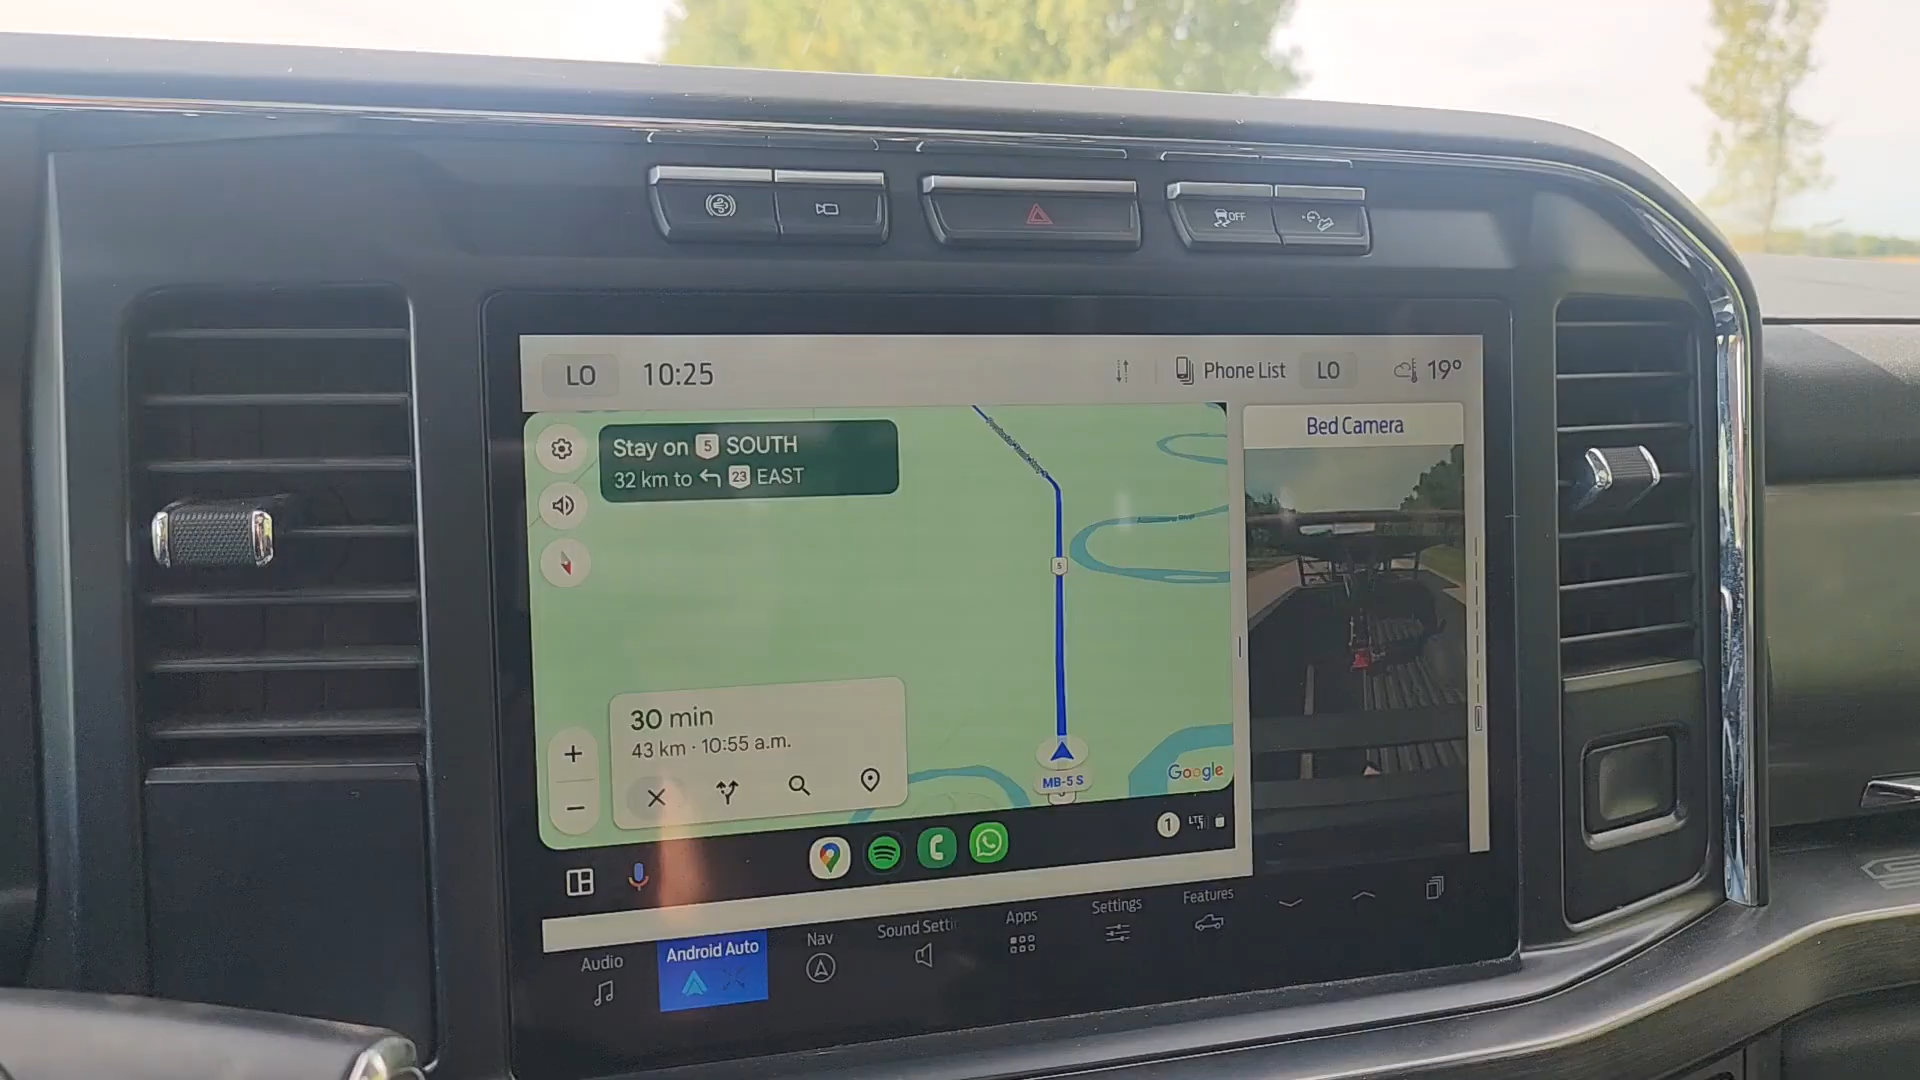 OFF
LO 10:25 Phone List LO 19°
Stay on 5 SOUTH
32 km to 23 EAST
Bed Camera
5
30 min
43 km · 10:55 a.m.
MB-5 S
Google
1 LTE
Audio
Android Auto
Nav
Sound Setti
Apps
Settings
Features